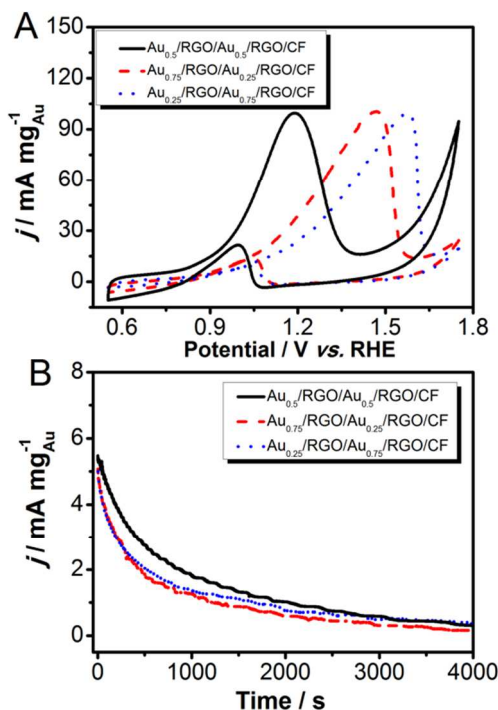 A
150
120
90
60
30
0
j / mA mg⁻¹Au
Au0.5/RGO/Au0.5/RGO/CF
Au0.75/RGO/Au0.25/RGO/CF
Au0.25/RGO/Au0.75/RGO/CF
0.6 0.9 1.2 1.5 1.8
Potential / V vs. RHE
B
8
6
4
2
0
j / mA mg⁻¹Au
Au0.5/RGO/Au0.5/RGO/CF
Au0.75/RGO/Au0.25/RGO/CF
Au0.25/RGO/Au0.75/RGO/CF
0 1000 2000 3000 4000
Time / s